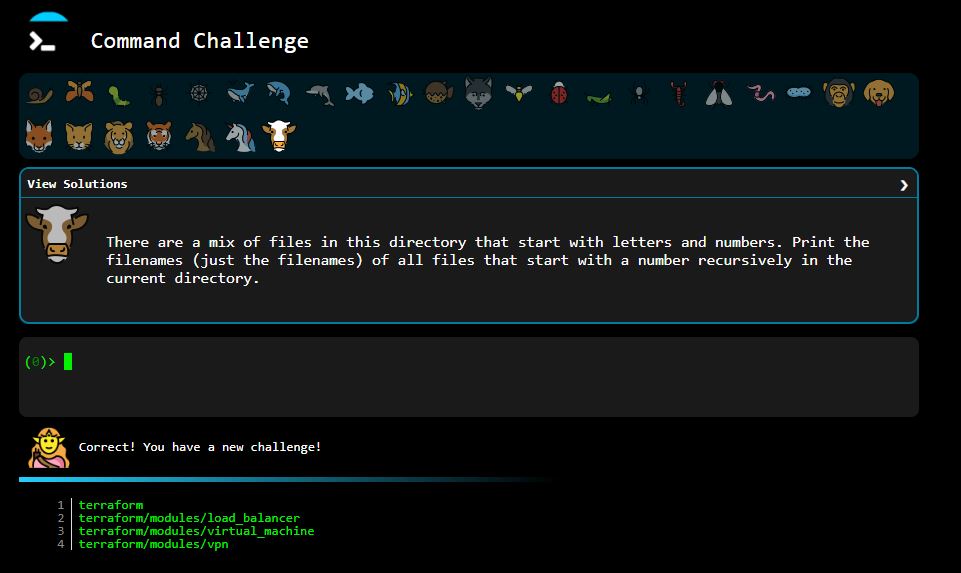 Command Challenge
View Solutions
There are a mix of files in this directory that start with letters and numbers. Print the
filenames (just the filenames) of all files that start with a number recursively in the
current directory.
(0)>
Correct! You have a new challenge!
1 terraform
2 terraform/modules/load_balancer
3 terraform/modules/virtual_machine
4 terraform/modules/vpn